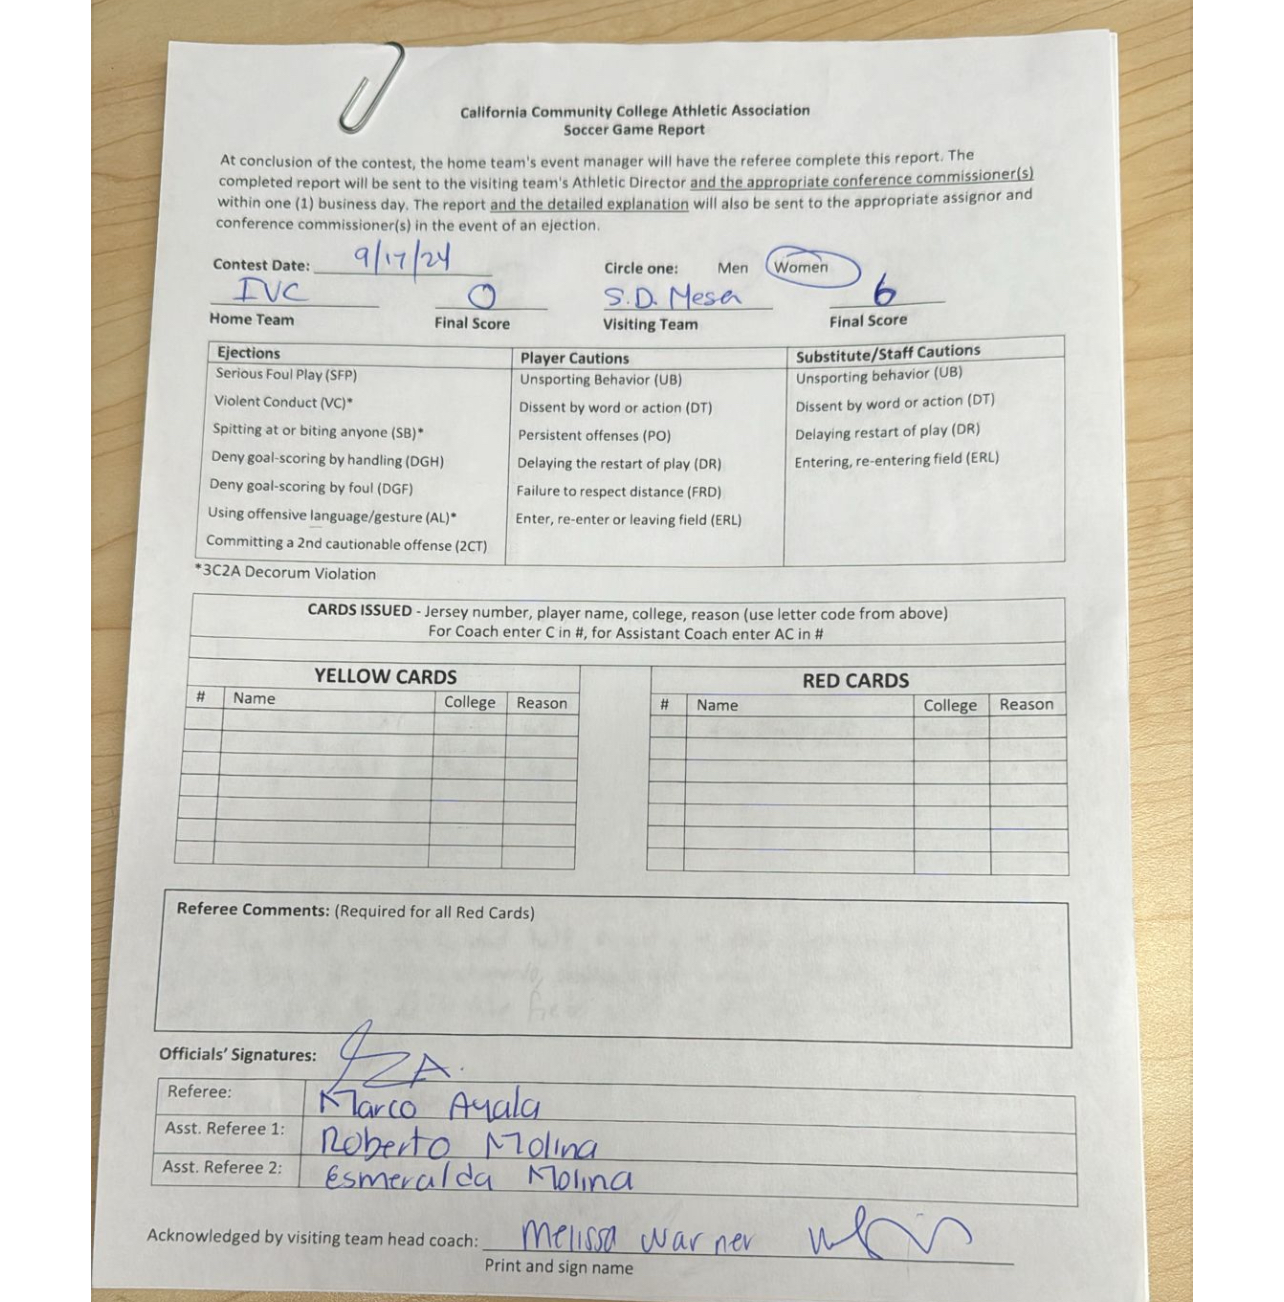 California Community College Athletic Association
Soccer Game Report
At conclusion of the contest, the home team's event manager will have the referee complete this report. The
completed report will be sent to the visiting team's Athletic Director and the appropriate conference commissioner(s)
within one (1) business day. The report and the detailed explanation will also be sent to the appropriate assignor and
conference commissioner(s) in the event of an ejection.
Contest Date: 9/17/24 Circle one: Men Women
IVC 0 S.D. Mesa 6
Home Team Final Score Visiting Team Final Score
Ejections Player Cautions Substitute/Staff Cautions
Serious Foul Play (SFP) Unsporting Behavior (UB) Unsporting behavior (UB)
Violent Conduct (VC)* Dissent by word or action (DT) Dissent by word or action (DT)
Spitting at or biting anyone (SB)* Persistent offenses (PO) Delaying restart of play (DR)
Deny goal-scoring by handling (DGH) Delaying the restart of play (DR) Entering, re-entering field (ERL)
Deny goal-scoring by foul (DGF) Failure to respect distance (FRD)
Using offensive language/gesture (AL)* Enter, re-enter or leaving field (ERL)
Committing a 2nd cautionable offense (2CT)
*3C2A Decorum Violation
CARDS ISSUED - Jersey number, player name, college, reason (use letter code from above)
For Coach enter C in #, for Assistant Coach enter AC in #
YELLOW CARDS RED CARDS
# Name College Reason # Name College Reason
Referee Comments: (Required for all Red Cards)
Officials' Signatures:
Referee: Marco Ayala
Asst. Referee 1: Roberto Molina
Asst. Referee 2: Esmeralda Molina
Acknowledged by visiting team head coach: Melissa Warner
Print and sign name